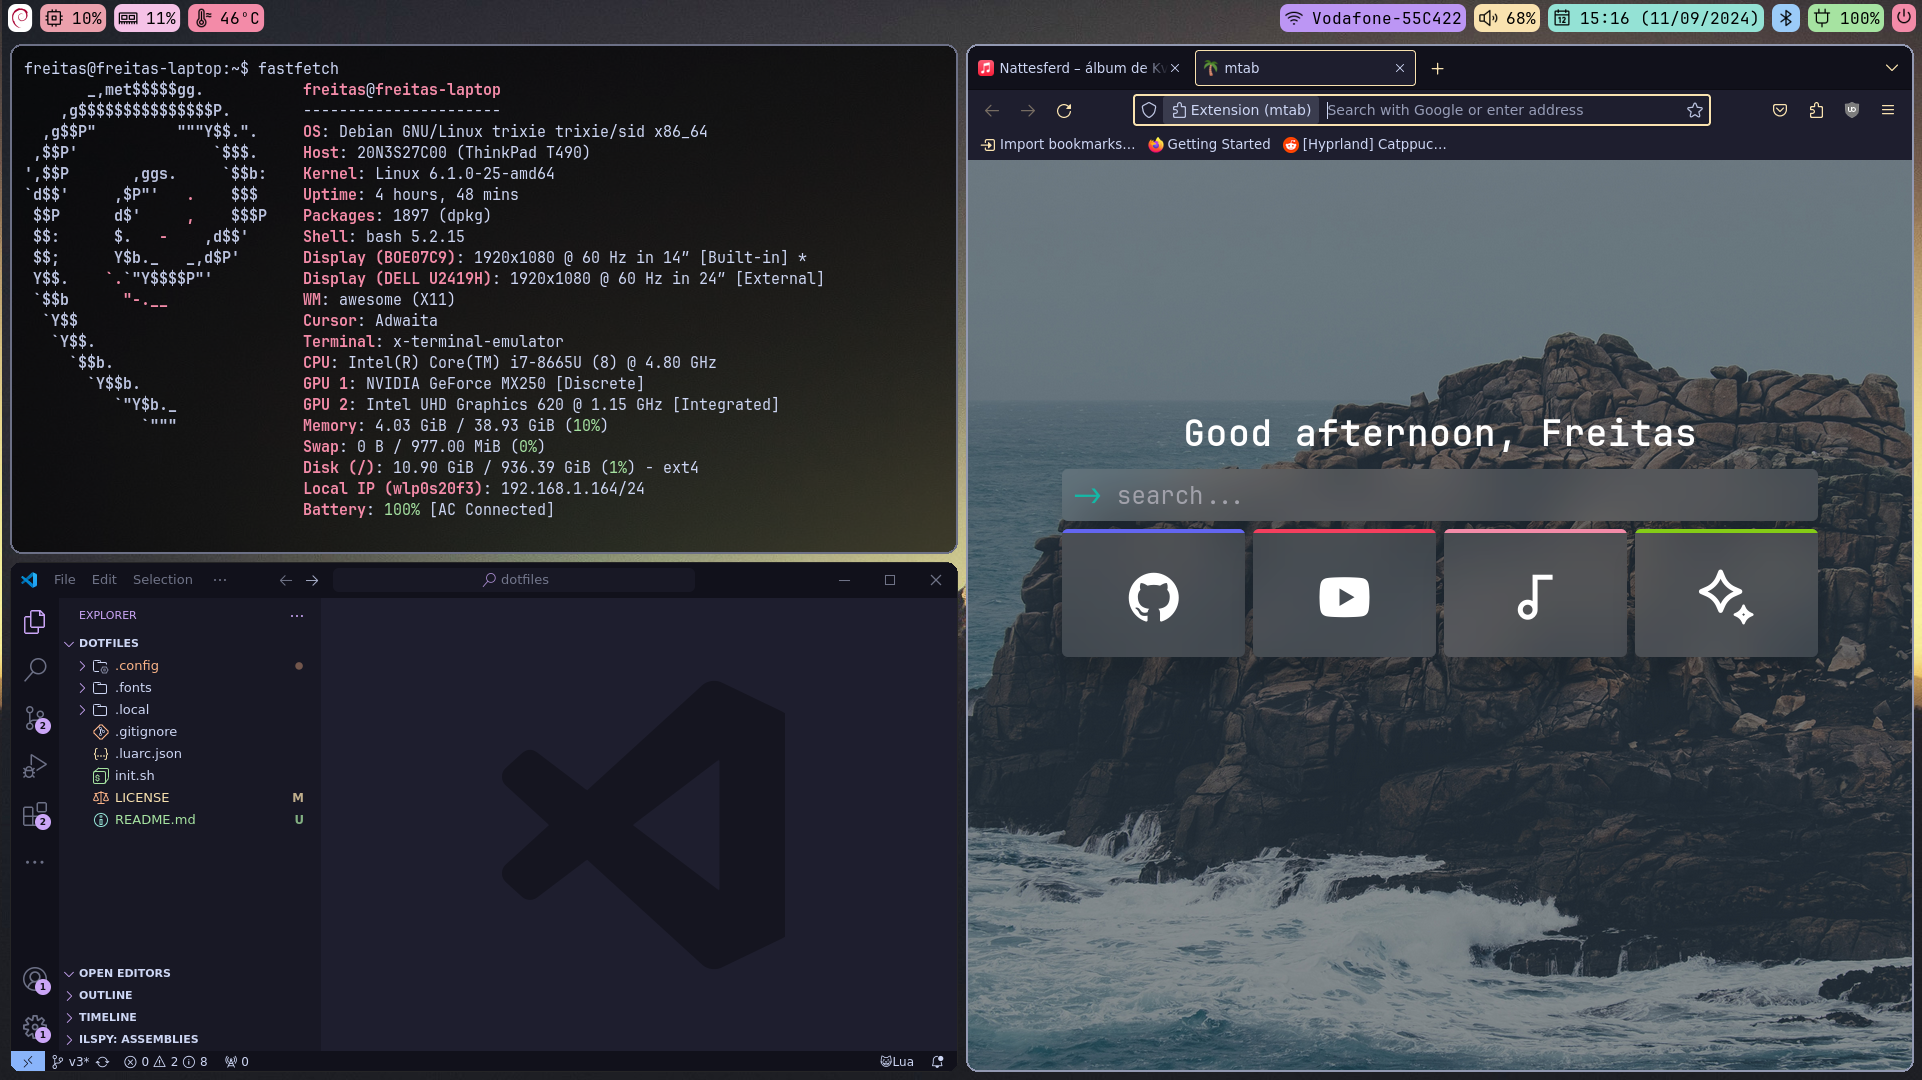 10% 11% 46°C Vodafone-55C422 68% 15:16 (11/09/2024) 100%
freitas@freitas-laptop:~$ fastfetch
       _,met$$$$$gg.
    ,g$$$$$$$$$$$$$$$P.
  ,g$$P"         """Y$$.".
 ,$$P'               `$$$.
',$$P       ,ggs.     `$$b:
`d$$'     ,$P"'   .    $$$
 $$P      d$'     ,    $$$P
 $$:      $.   -    ,d$$'
 $$;      Y$b._   _,d$P'
 Y$$.    `.`"Y$$$$P"'
 `$$b      "-.__
  `Y$$
   `Y$$.
     `$$b.
       `Y$$b.
          `"Y$b._
             `"""
freitas@freitas-laptop
----------------------
OS: Debian GNU/Linux trixie trixie/sid x86_64
Host: 20N3S27C00 (ThinkPad T490)
Kernel: Linux 6.1.0-25-amd64
Uptime: 4 hours, 48 mins
Packages: 1897 (dpkg)
Shell: bash 5.2.15
Display (BOE07C9): 1920x1080 @ 60 Hz in 14” [Built-in] *
Display (DELL U2419H): 1920x1080 @ 60 Hz in 24” [External]
WM: awesome (X11)
Cursor: Adwaita
Terminal: x-terminal-emulator
CPU: Intel(R) Core(TM) i7-8665U (8) @ 4.80 GHz
GPU 1: NVIDIA GeForce MX250 [Discrete]
GPU 2: Intel UHD Graphics 620 @ 1.15 GHz [Integrated]
Memory: 4.03 GiB / 38.93 GiB (10%)
Swap: 0 B / 977.00 MiB (0%)
Disk (/): 10.90 GiB / 936.39 GiB (1%) - ext4
Local IP (wlp0s20f3): 192.168.1.164/24
Battery: 100% [AC Connected]
File Edit Selection ··· dotfiles
EXPLORER ···
DOTFILES
.config
.fonts
.local
.gitignore
.luarc.json
init.sh
LICENSE M
README.md U
2
2
1
1
OPEN EDITORS
OUTLINE
TIMELINE
ILSPY: ASSEMBLIES
v3* 0 2 8 0 Lua
Nattesferd – álbum de Kv mtab
Extension (mtab) Search with Google or enter address
Import bookmarks… Getting Started [Hyprland] Catppuc…
Good afternoon, Freitas
search...